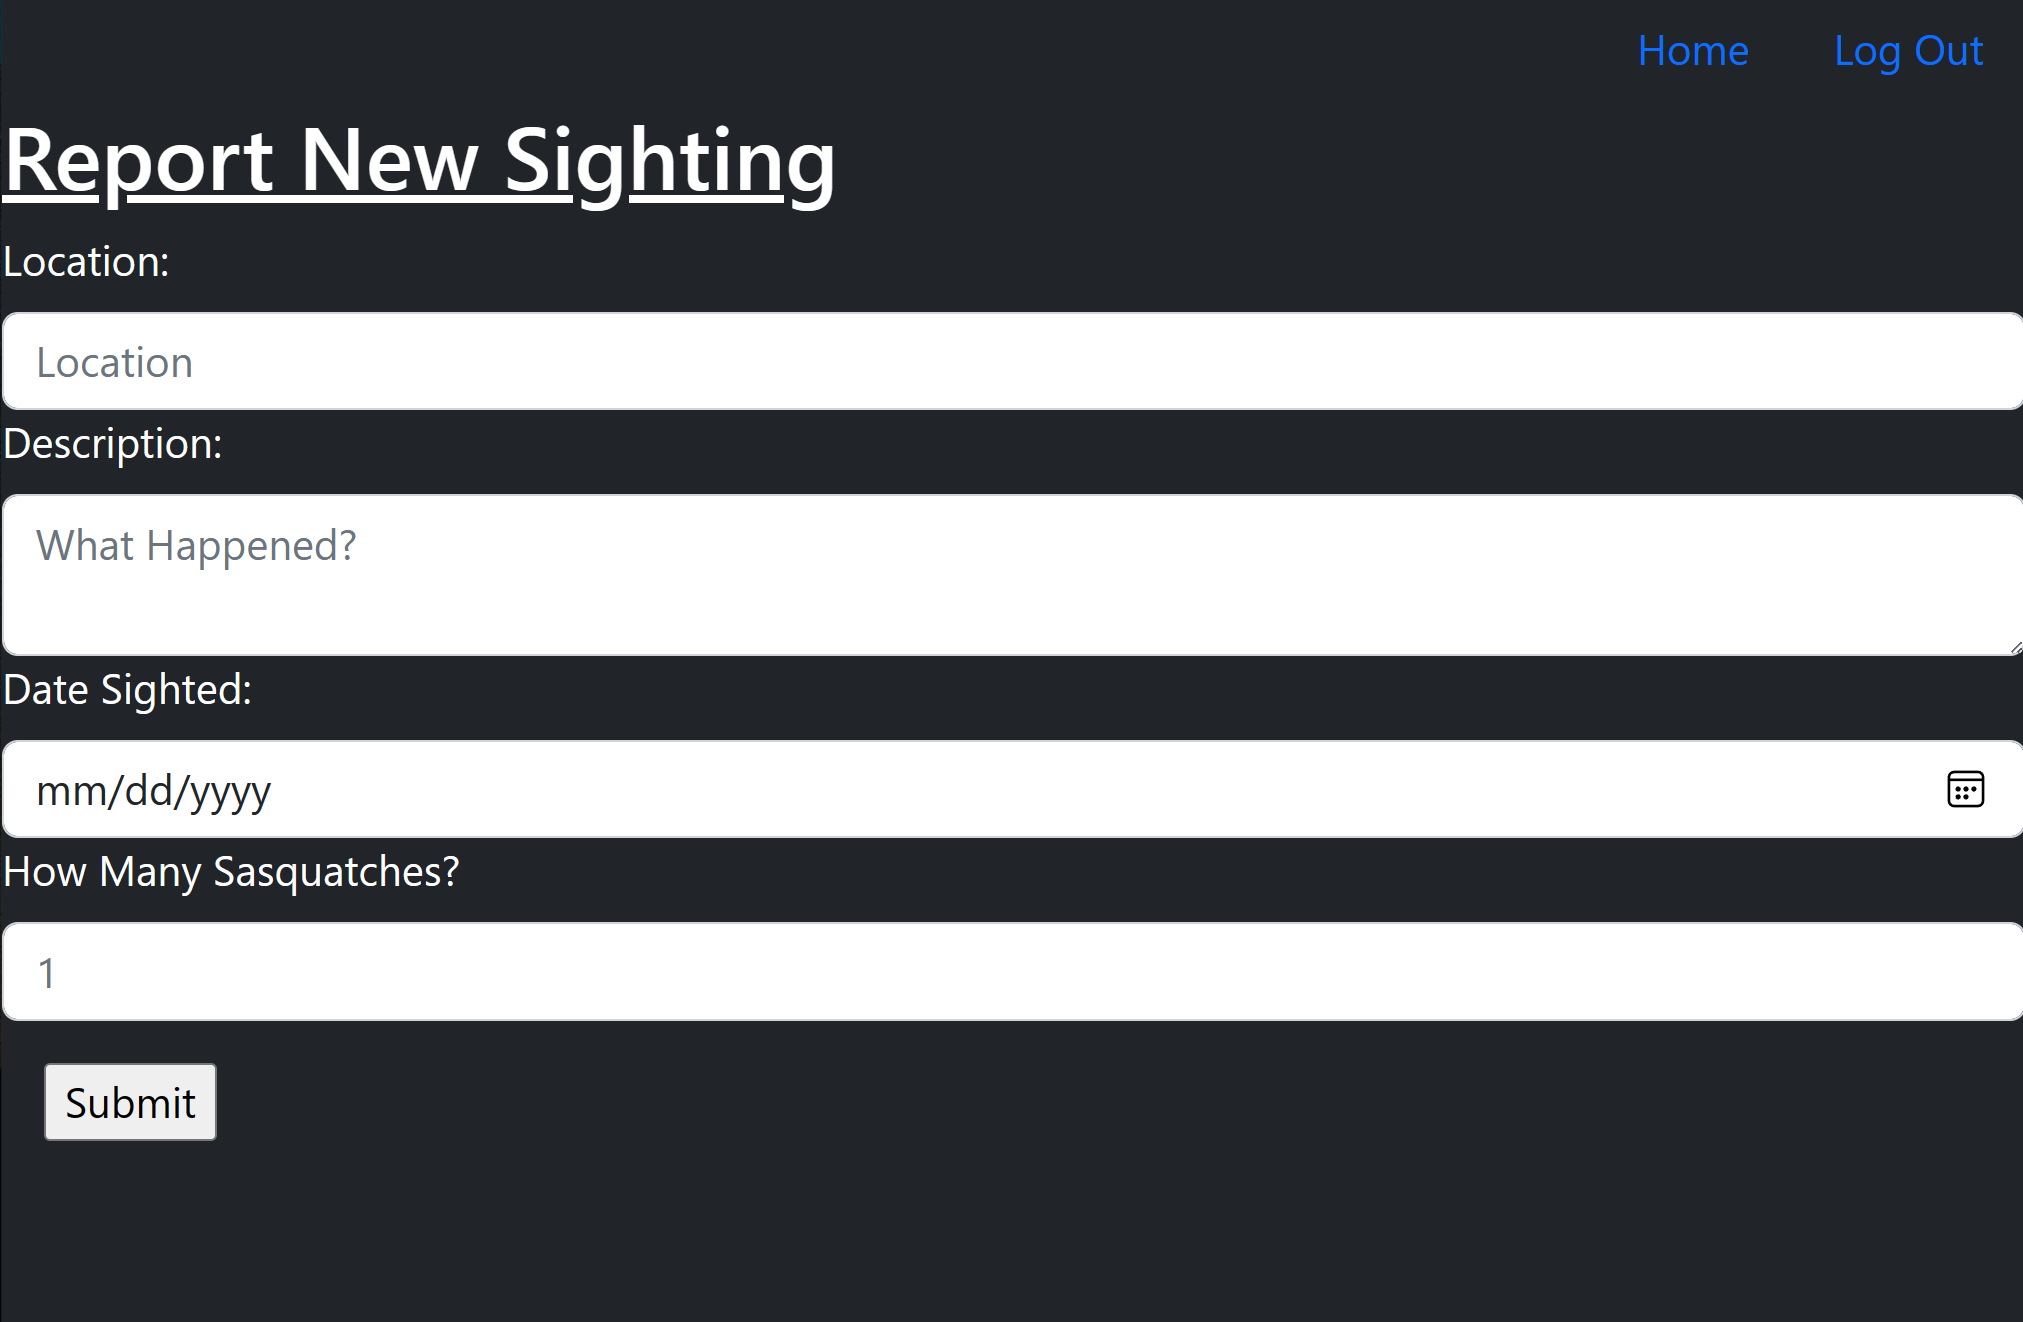 Home Log Out
Report New Sighting
Location:
Location
Description:
What Happened?
Date Sighted:
mm/dd/yyyy
How Many Sasquatches?
1
Submit